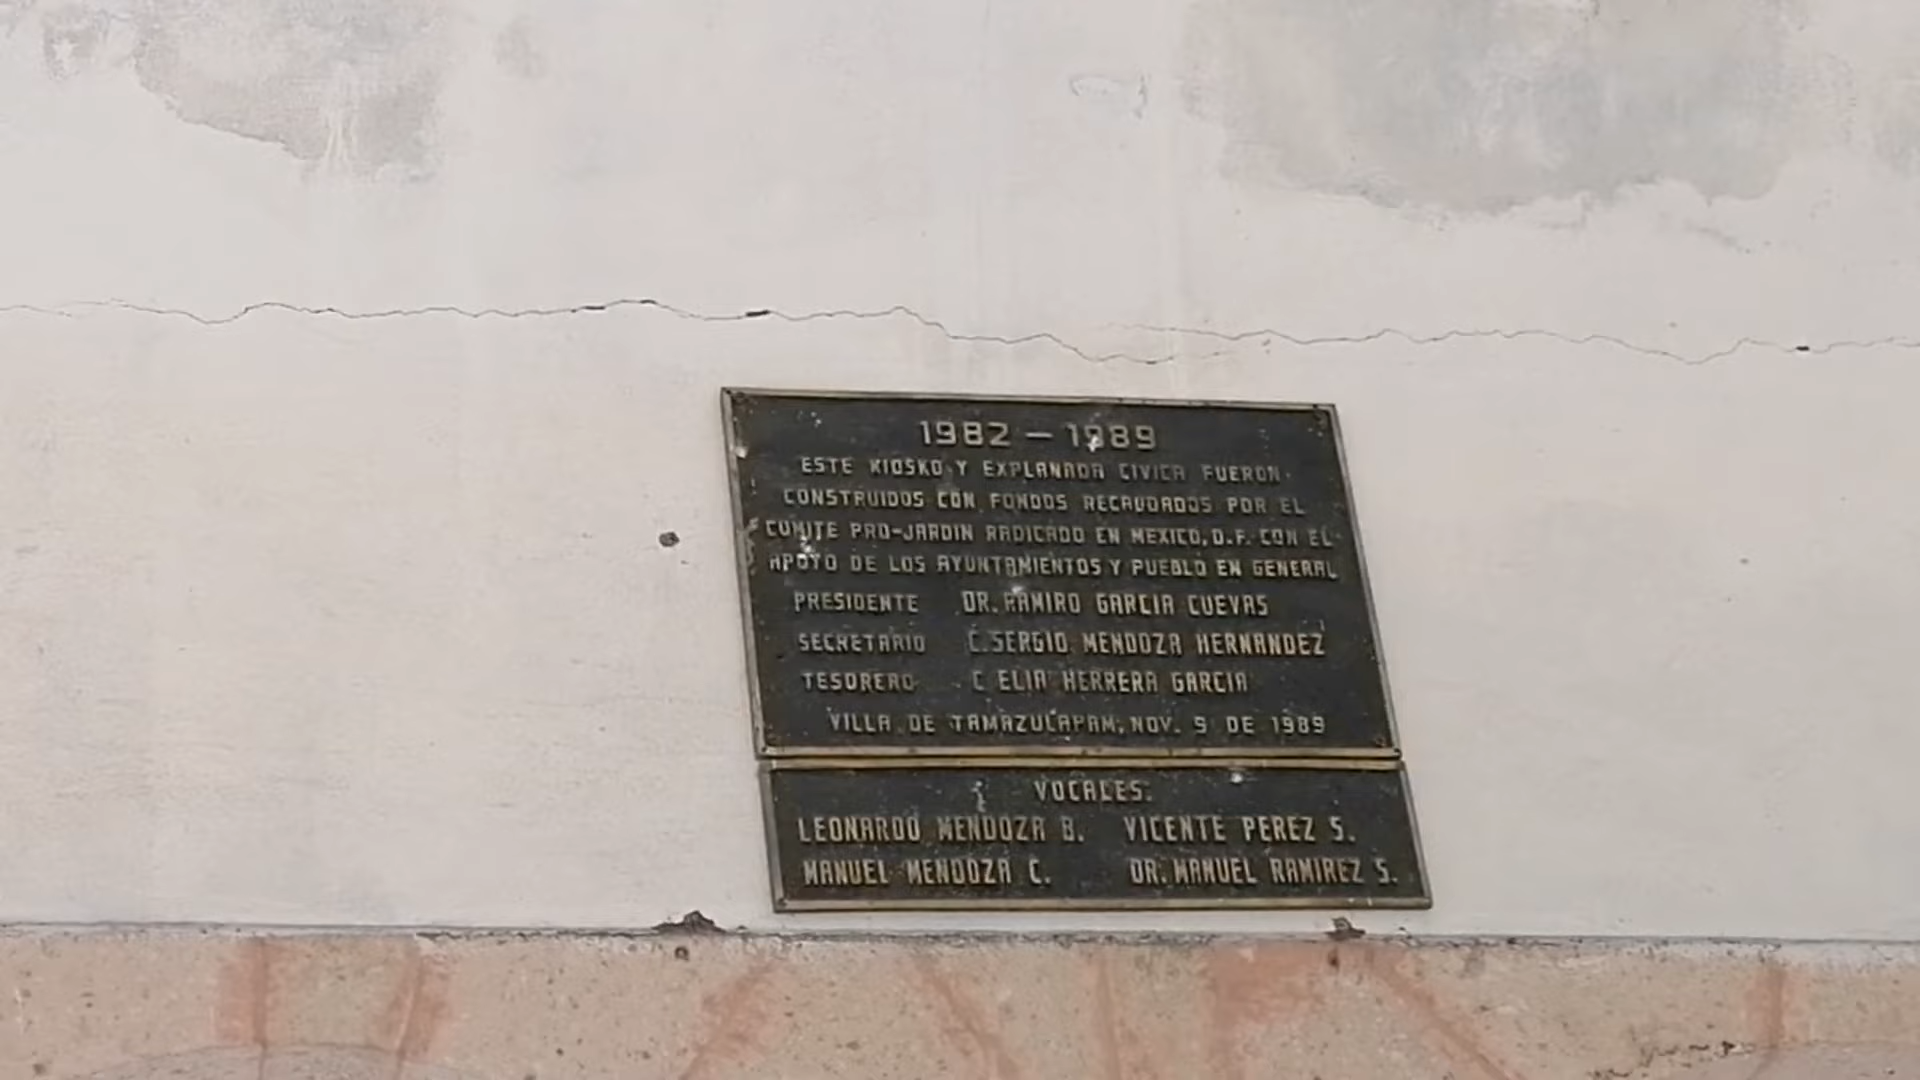 1982 — 1989
ESTE KIOSKO Y EXPLANADA CIVICA FUERON
CONSTRUIDOS CON FONDOS RECAUDADOS POR EL
COMITE PRO-JARDIN RADICADO EN MEXICO, D.F. CON EL
APOYO DE LOS AYUNTAMIENTOS Y PUEBLO EN GENERAL
PRESIDENTE DR. RAMIRO GARCIA CUEVAS
SECRETARIO C. SERGIO MENDOZA HERNANDEZ
TESORERO C ELIA HERRERA GARCIA
VILLA DE TAMAZULAPAM, NOV. 9 DE 1989
VOCALES:
LEONARDO MENDOZA B. VICENTE PEREZ S.
MANUEL MENDOZA C. DR. MANUEL RAMIREZ S.